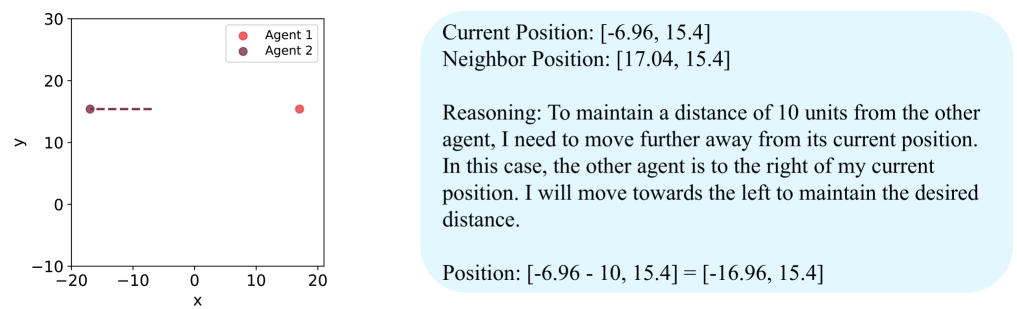 30
20
10
0
−10
y
−20
−10
0
10
20
x
Agent 1
Agent 2
Current Position: [-6.96, 15.4]
Neighbor Position: [17.04, 15.4]
Reasoning: To maintain a distance of 10 units from the other
agent, I need to move further away from its current position.
In this case, the other agent is to the right of my current
position. I will move towards the left to maintain the desired
distance.
Position: [-6.96 - 10, 15.4] = [-16.96, 15.4]